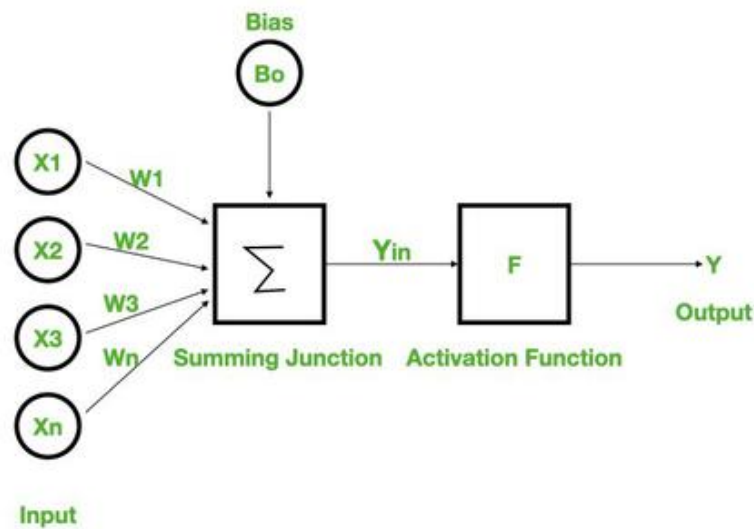 Bias
Bo
X1
W1
X2
W2
X3
W3
Xn
Wn
Σ
Yin
F
Y
Output
Summing Junction
Activation Function
Input